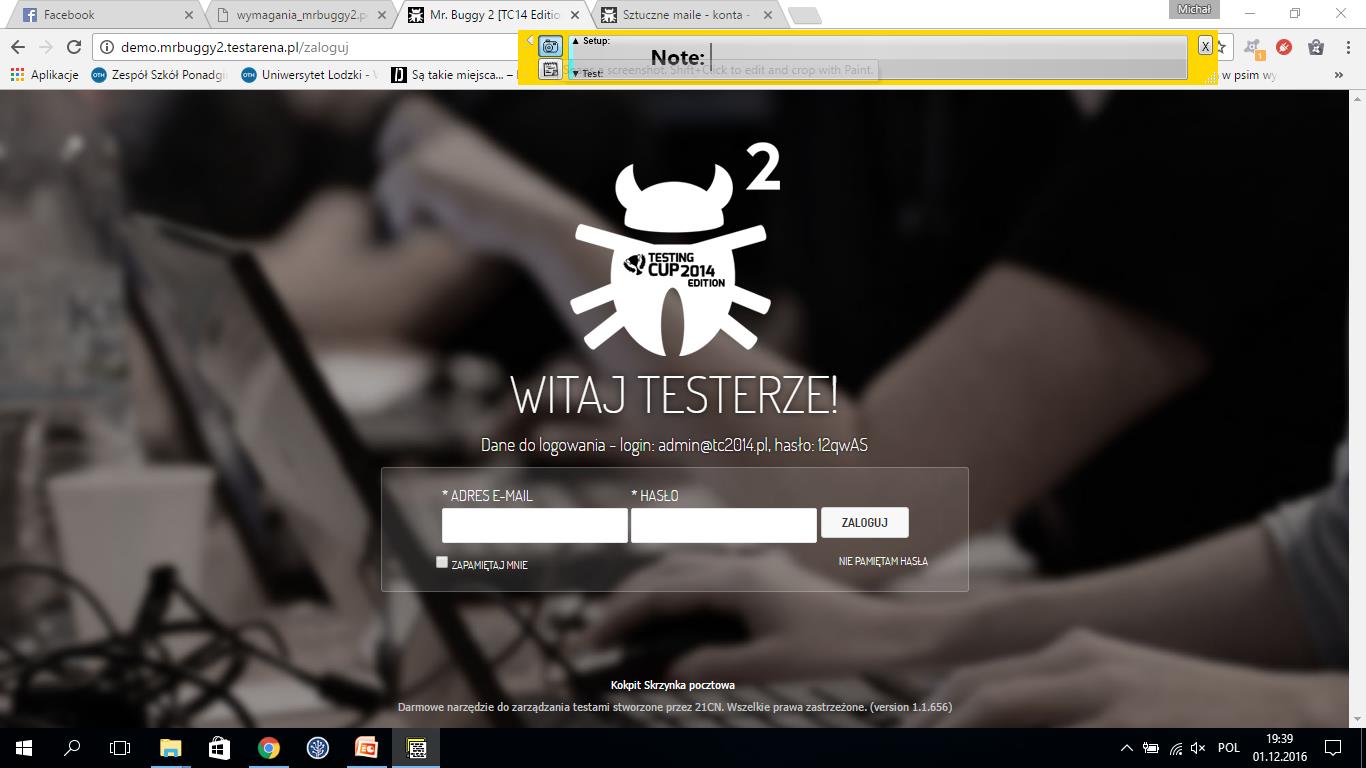 Michał
Facebook
wymagania_mrbuggy2.p
Mr. Buggy 2 [TC14 Editio
Sztuczne maile - konta -
demo.mrbuggy2.testarena.pl/zaloguj
▲ Setup:
Note:
s a screenshot. Shift+Click to edit and crop with Paint.
▼ Test:
X
1
Aplikacje
Zespół Szkół Ponadgi
Uniwersytet Lodzki -
Są takie miejsca... –
w psim wy
»
2
TESTING
CUP 2014
EDITION
WITAJ TESTERZE!
Dane do logowania - login: admin@tc2014.pl, hasło: 12qwAS
* ADRES E-MAIL
* HASŁO
ZALOGUJ
ZAPAMIĘTAJ MNIE
NIE PAMIĘTAM HASŁA
Kokpit Skrzynka pocztowa
Darmowe narzędzie do zarządzania testami stworzone przez 21CN. Wszelkie prawa zastrzeżone. (version 1.1.656)
POL
19:39
01.12.2016